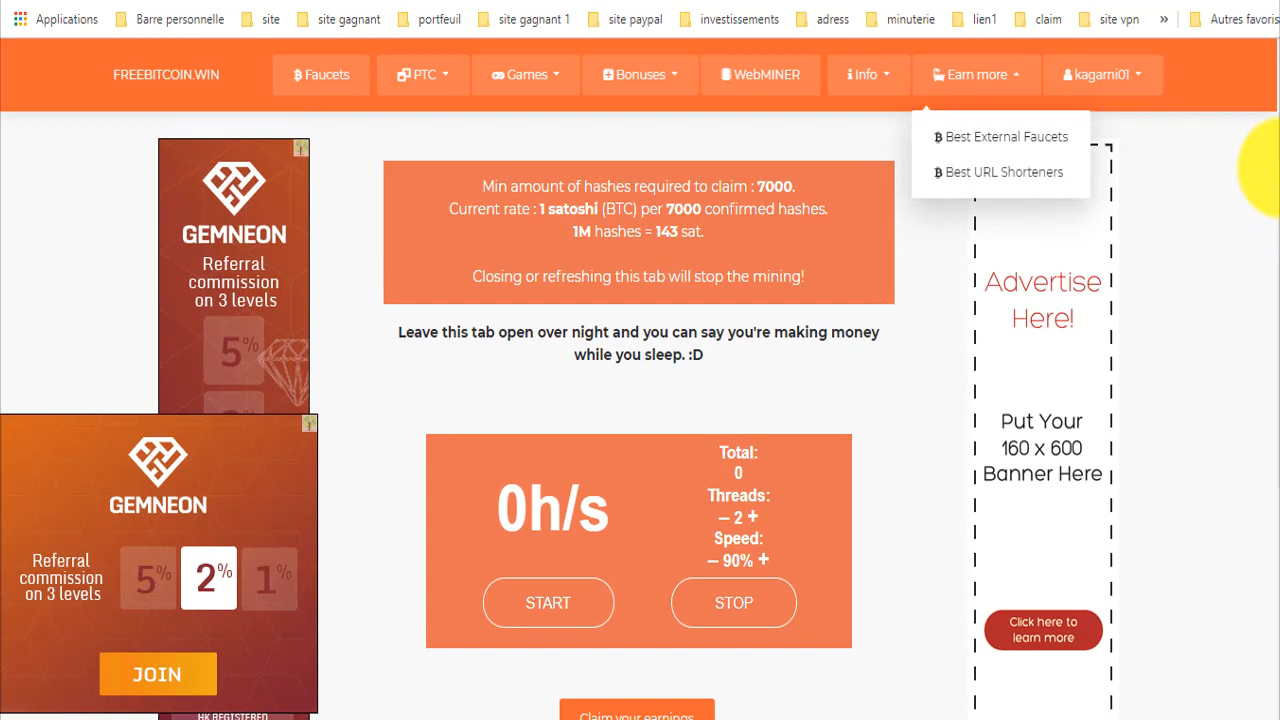 Applications Barre personnelle site site gagnant portfeuil site gagnant 1 site paypal investissements adress minuterie lien1 claim site vpn » Autres favoris
FREEBITCOIN.WIN Faucets PTC Games Bonuses WebMINER Info Earn more kagarni01
Best External Faucets
Best URL Shorteners
GEMNEON
Referral
commission
on 3 levels
5%
Min amount of hashes required to claim : 7000.
Current rate : 1 satoshi (BTC) per 7000 confirmed hashes.
1M hashes = 143 sat.
Closing or refreshing this tab will stop the mining!
Leave this tab open over night and you can say you're making money
while you sleep. :D
Advertise
Here!
Put Your
160 x 600
Banner Here
Click here to
learn more
GEMNEON
Referral
commission
on 3 levels
5% 2% 1%
JOIN
HK REGISTERED
0h/s
Total:
0
Threads:
– 2 +
Speed:
– 90% +
START STOP
Claim your earnings